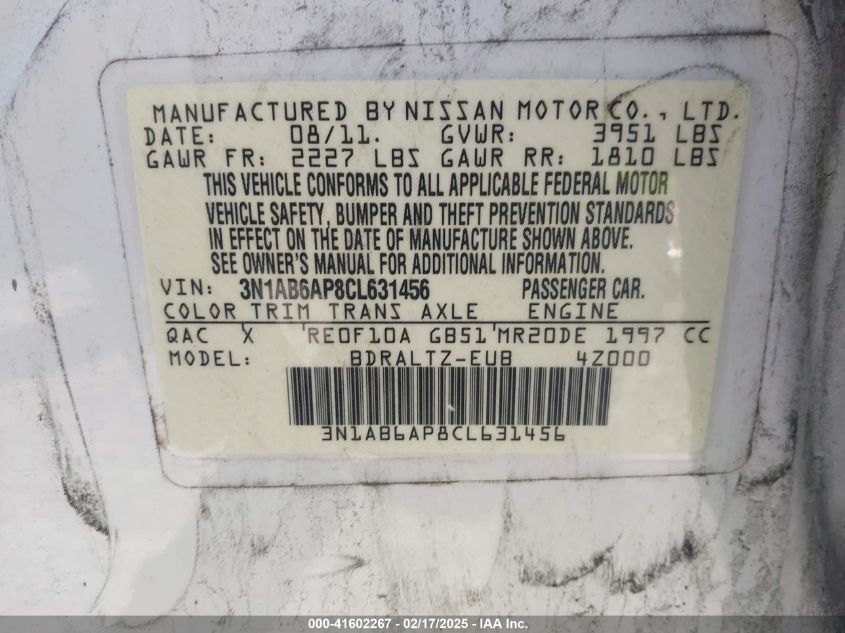 MANUFACTURED BY NISSAN MOTOR CO., LTD.
DATE: 08/11. GVWR: 3951 LBS
GAWR FR: 2227 LBS GAWR RR: 1810 LBS
THIS VEHICLE CONFORMS TO ALL APPLICABLE FEDERAL MOTOR
VEHICLE SAFETY, BUMPER AND THEFT PREVENTION STANDARDS
IN EFFECT ON THE DATE OF MANUFACTURE SHOWN ABOVE.
SEE OWNER'S MANUAL FOR ADDITIONAL INFORMATION.
VIN: 3N1AB6AP8CL631456 PASSENGER CAR.
COLOR TRIM TRANS AXLE ENGINE
QAC X 'RE0F10A GB51'MR20DE 1997 CC
MODEL: BDRALTZ-EUB 4Z000
3N1AB6AP8CL631456
000-41602267 - 02/17/2025 - IAA Inc.